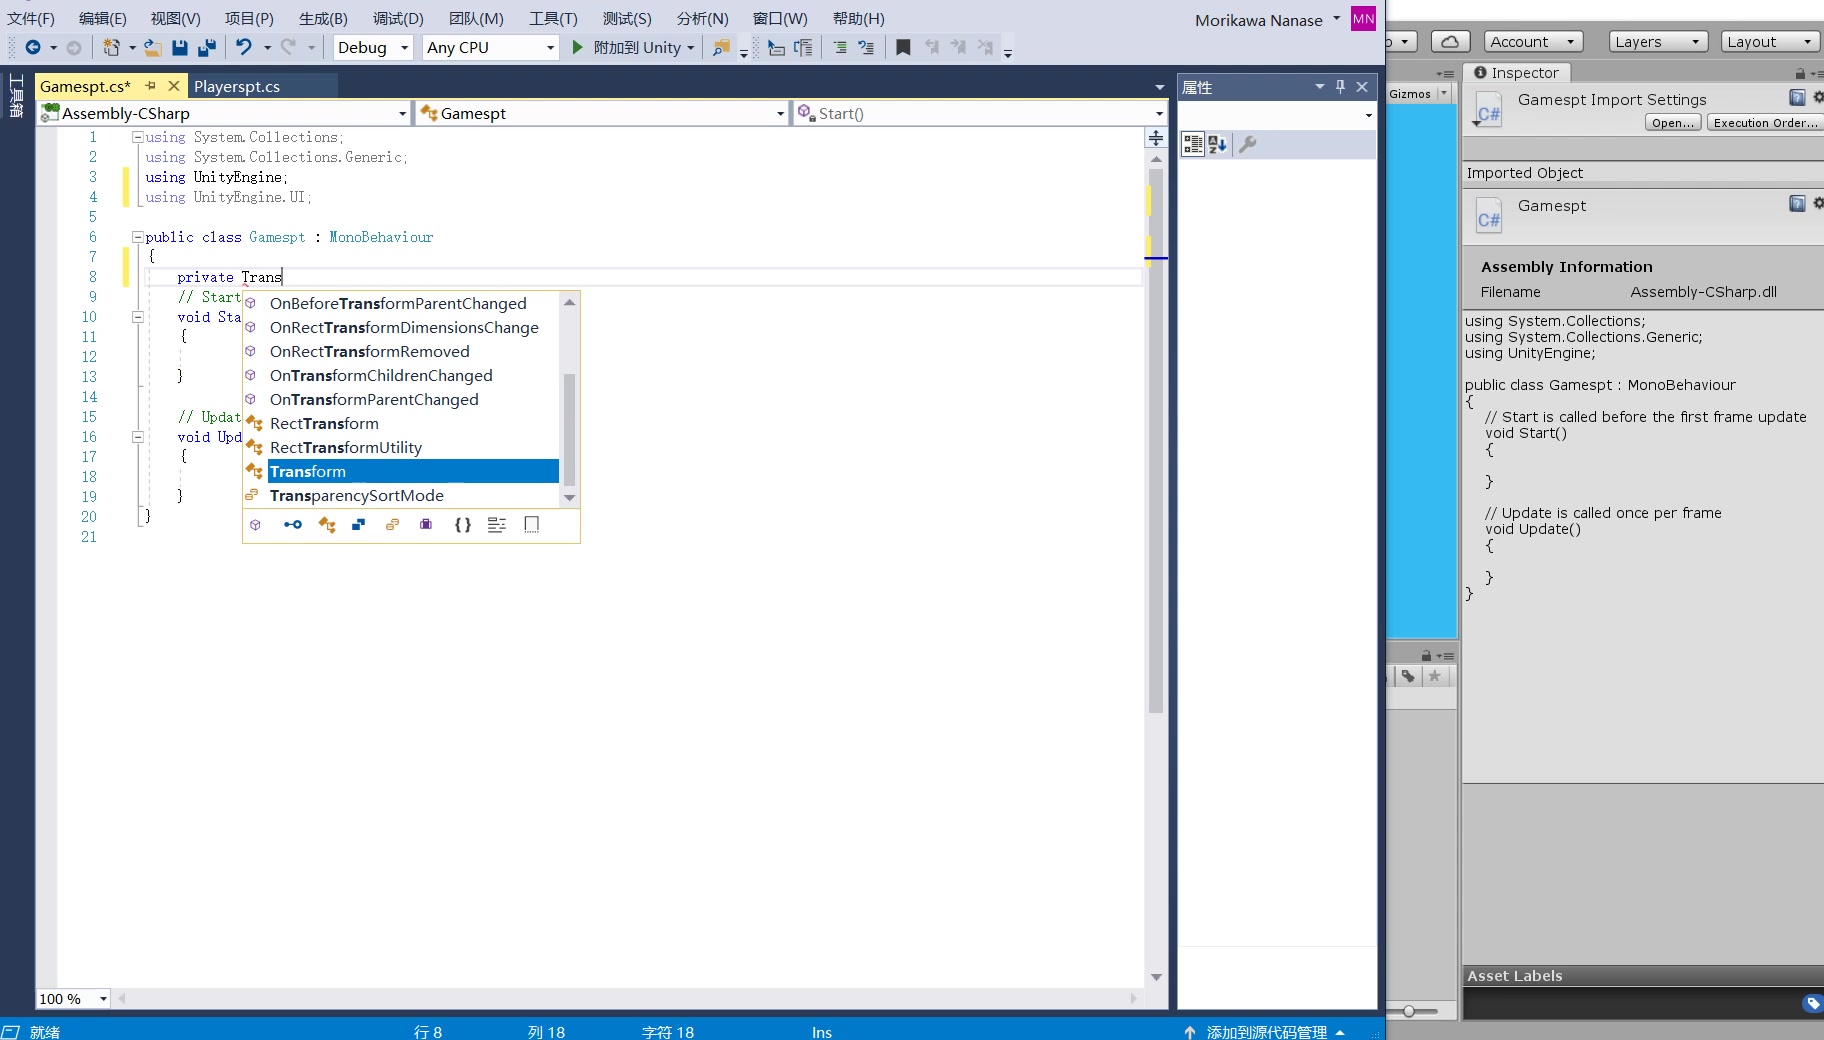 文件(F) 编辑(E) 视图(V) 项目(P) 生成(B) 调试(D) 团队(M) 工具(T) 测试(S) 分析(N) 窗口(W) 帮助(H) Morikawa Nanase MN
Debug Any CPU 附加到 Unity
工具箱
Gamespt.cs* Playerspt.cs
Assembly-CSharp Gamespt Start()
1 using System.Collections;
2 using System.Collections.Generic;
3 using UnityEngine;
4 using UnityEngine.UI;
5
6 public class Gamespt : MonoBehaviour
7 {
8 private Trans
9 // Start
10 void Sta
11 {
12
13 }
14
15 // Updat
16 void Upd
17 {
18
19 }
20 }
21
OnBeforeTransformParentChanged
OnRectTransformDimensionsChange
OnRectTransformRemoved
OnTransformChildrenChanged
OnTransformParentChanged
RectTransform
RectTransformUtility
Transform
TransparencySortMode
100 %
就绪 行 8 列 18 字符 18 Ins 添加到源代码管理
属性
Account Layers Layout
Gizmos
Inspector
C# Gamespt Import Settings
Open... Execution Order...
Imported Object
C# Gamespt
Assembly Information
Filename Assembly-CSharp.dll
using System.Collections;
using System.Collections.Generic;
using UnityEngine;
public class Gamespt : MonoBehaviour
{
// Start is called before the first frame update
void Start()
{
}
// Update is called once per frame
void Update()
{
}
}
Asset Labels